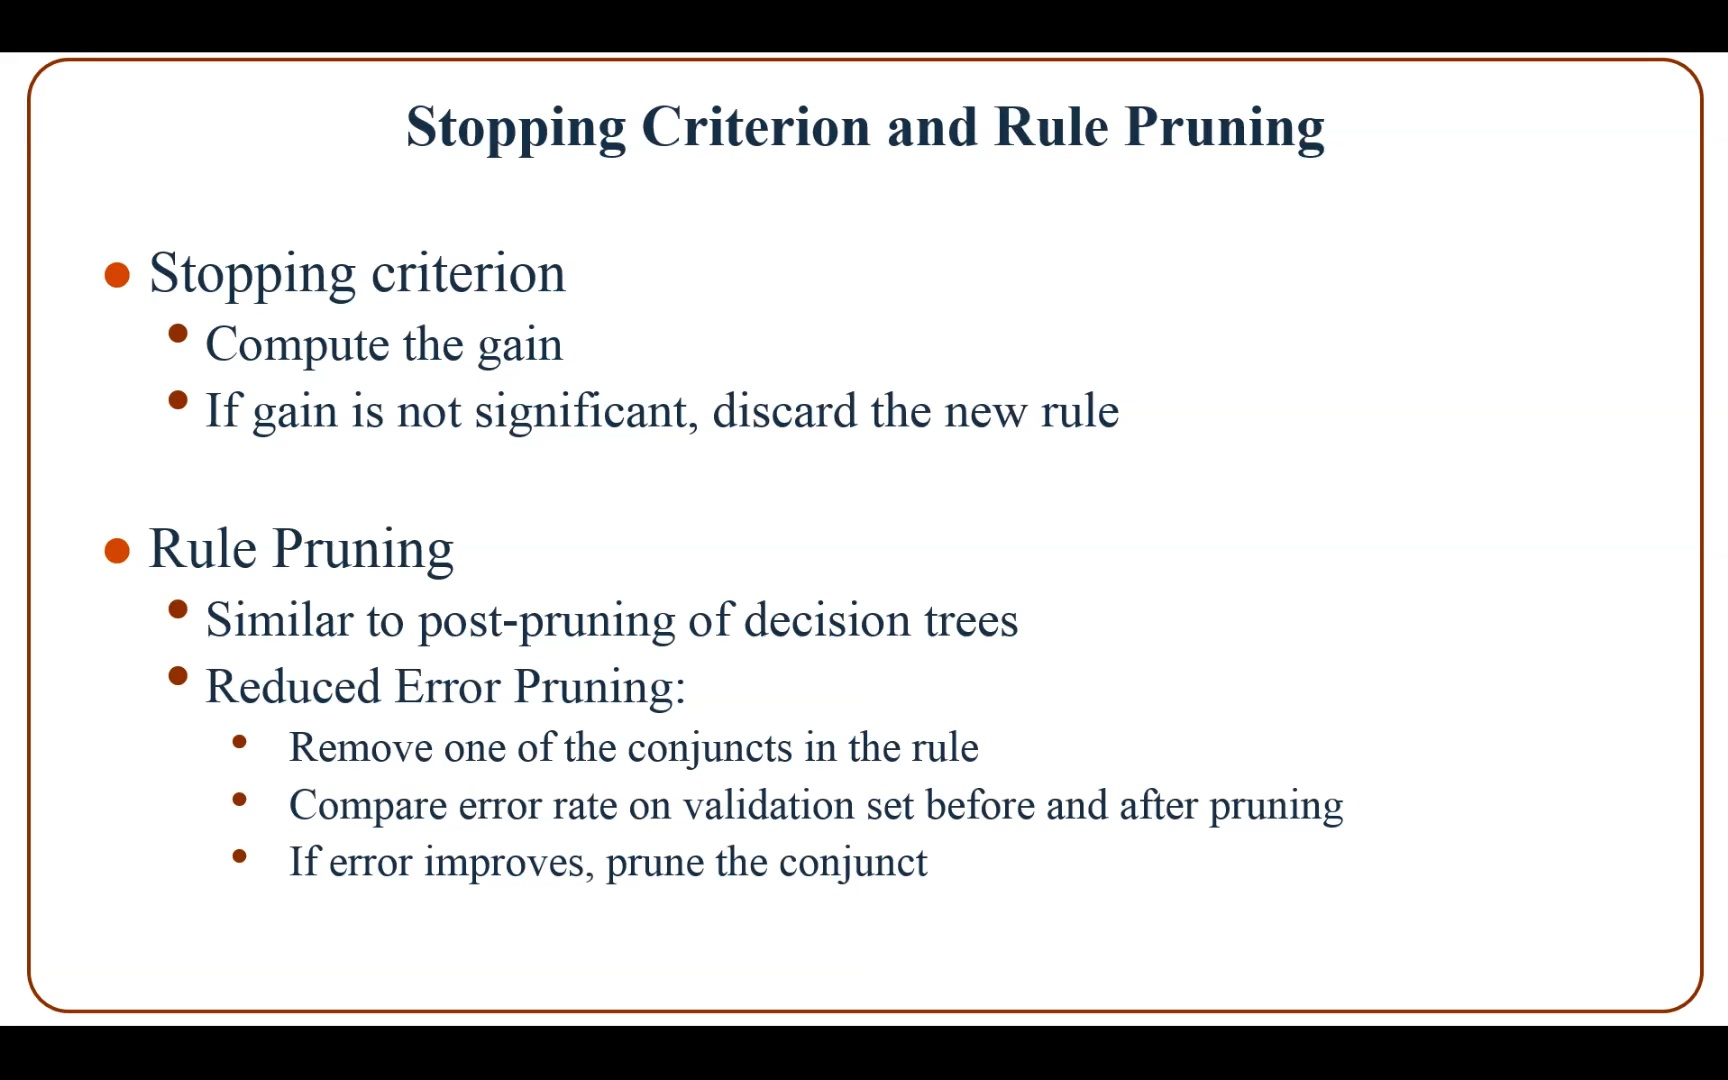 Stopping Criterion and Rule Pruning
Stopping criterion
Compute the gain
If gain is not significant, discard the new rule
Rule Pruning
Similar to post-pruning of decision trees
Reduced Error Pruning:
Remove one of the conjuncts in the rule
Compare error rate on validation set before and after pruning
If error improves, prune the conjunct